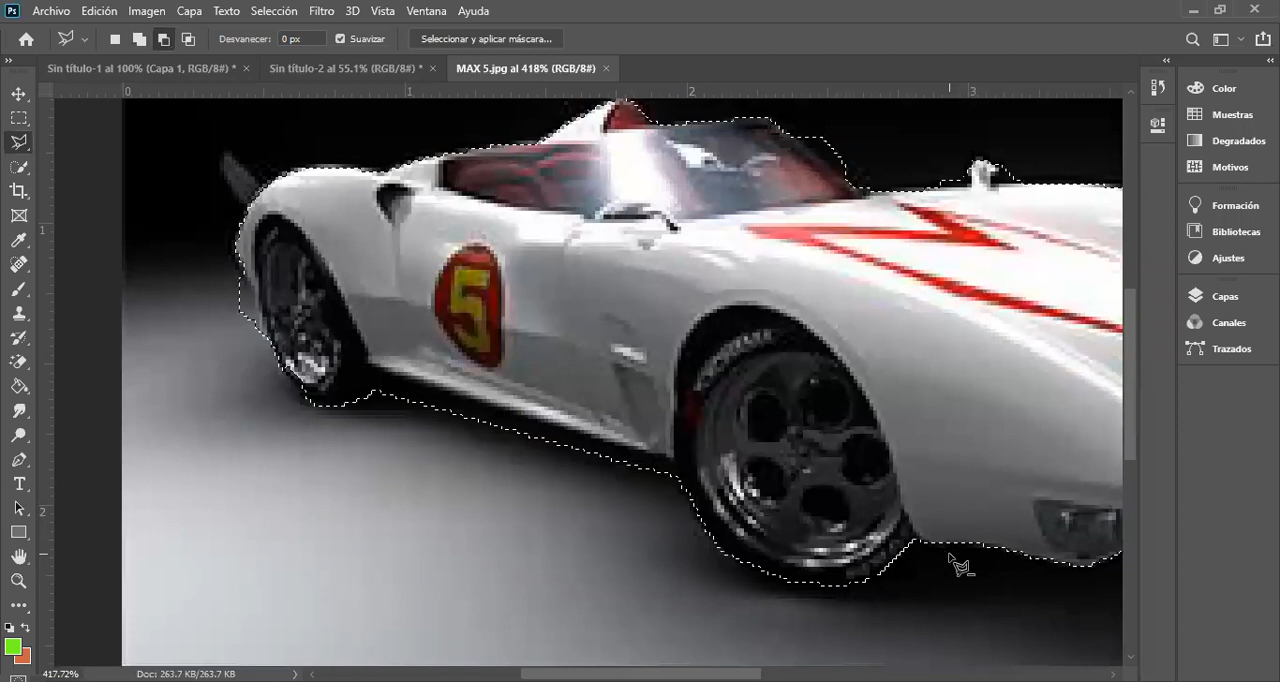 Ps Archivo Edición Imagen Capa Texto Selección Filtro 3D Vista Ventana Ayuda
Desvanecer: 0 px Suavizar Seleccionar y aplicar máscara...
Sin título-1 al 100% (Capa 1, RGB/8#) * × Sin título-2 al 55.1% (RGB/8#) * × MAX 5.jpg al 418% (RGB/8#) ×
0 1 2 3
Color
Muestras
Degradados
Motivos
1
Formación
Bibliotecas
Ajustes
5
Capas
Canales
Trazados
2
417.72% Doc: 263.7 KB/263.7 KB